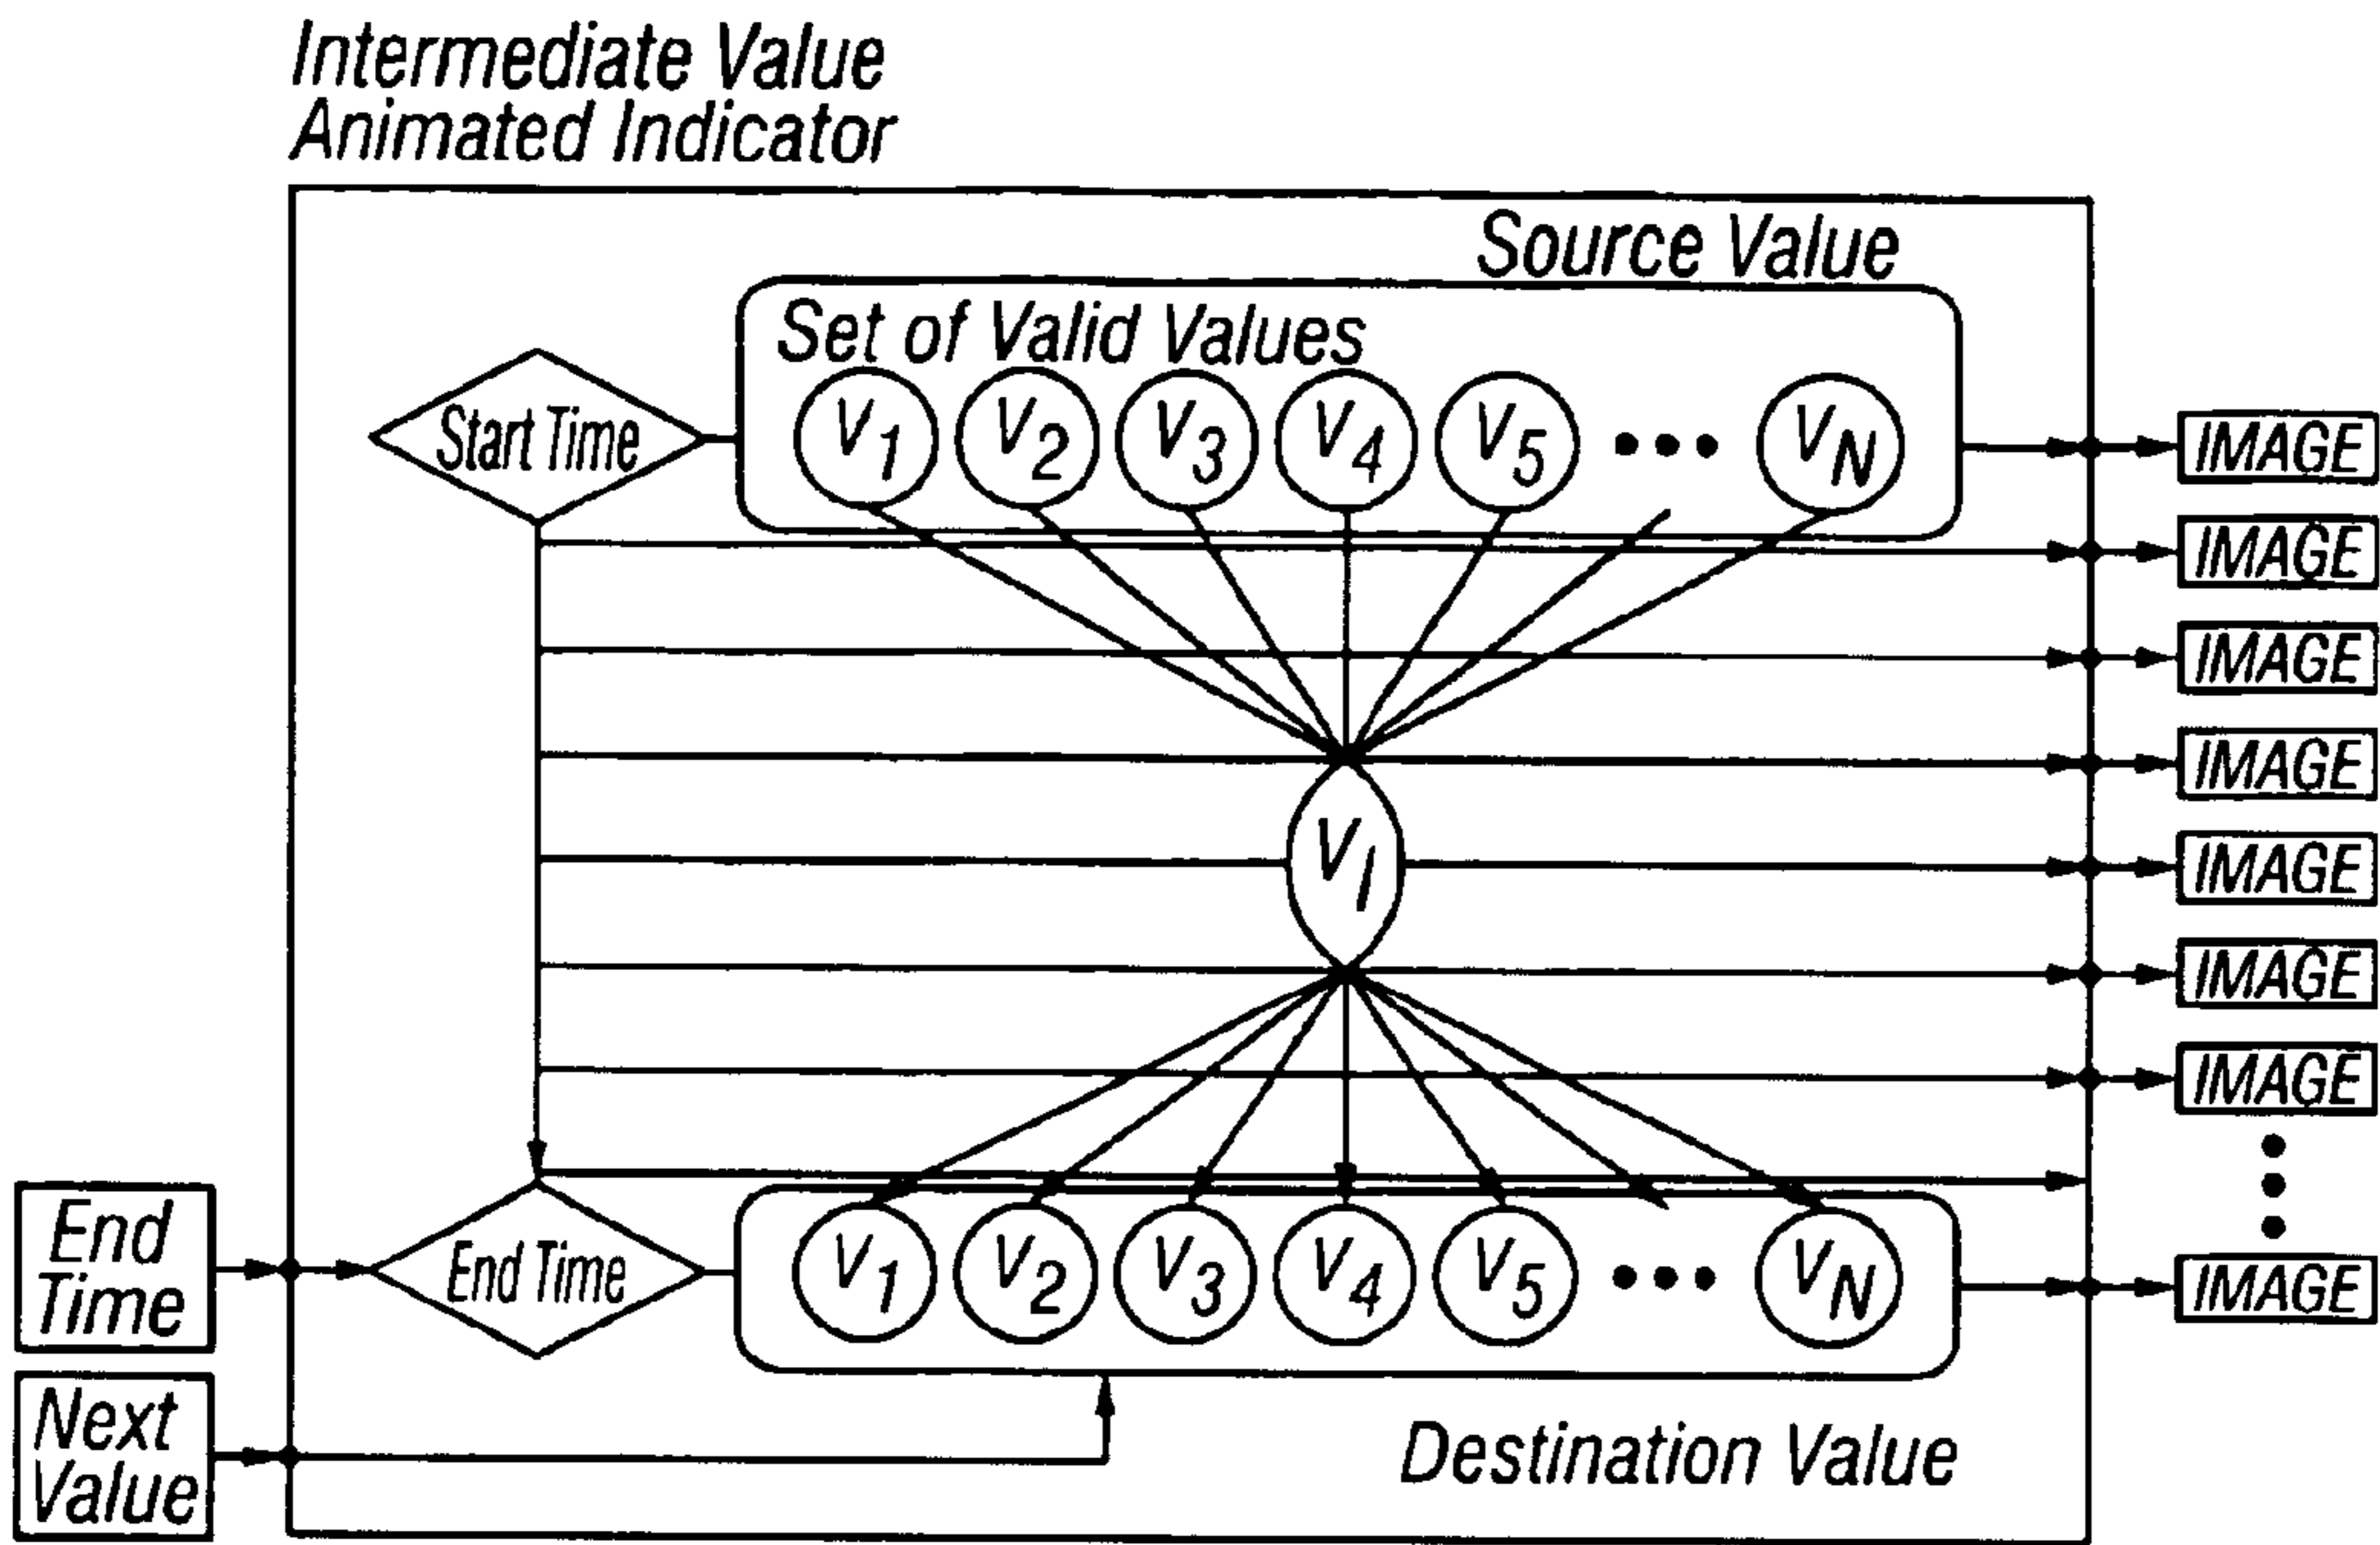 Intermediate Value
Animated Indicator
Source Value
Set of Valid Values
Start Time
V1 V2 V3 V4 V5 ••• VN
IMAGE
IMAGE
IMAGE
IMAGE
VI
IMAGE
IMAGE
IMAGE
End
Time
End Time
V1 V2 V3 V4 V5 ••• VN
IMAGE
Next
Value
Destination Value